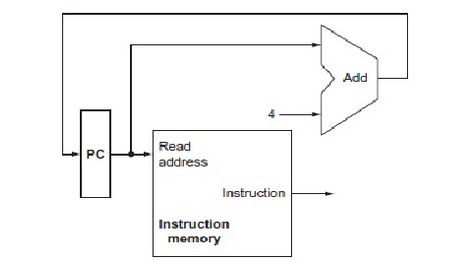 Add
4
PC
Read
address
Instruction
Instruction
memory